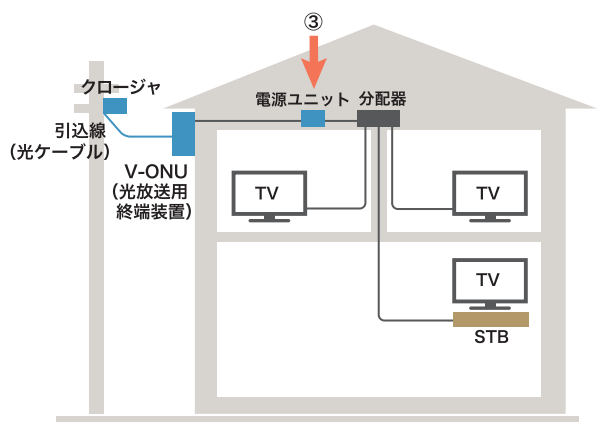 ③
クロージャ
電源ユニット
分配器
引込線
(光ケーブル)
V-ONU
(光放送用
終端装置)
TV
TV
TV
STB